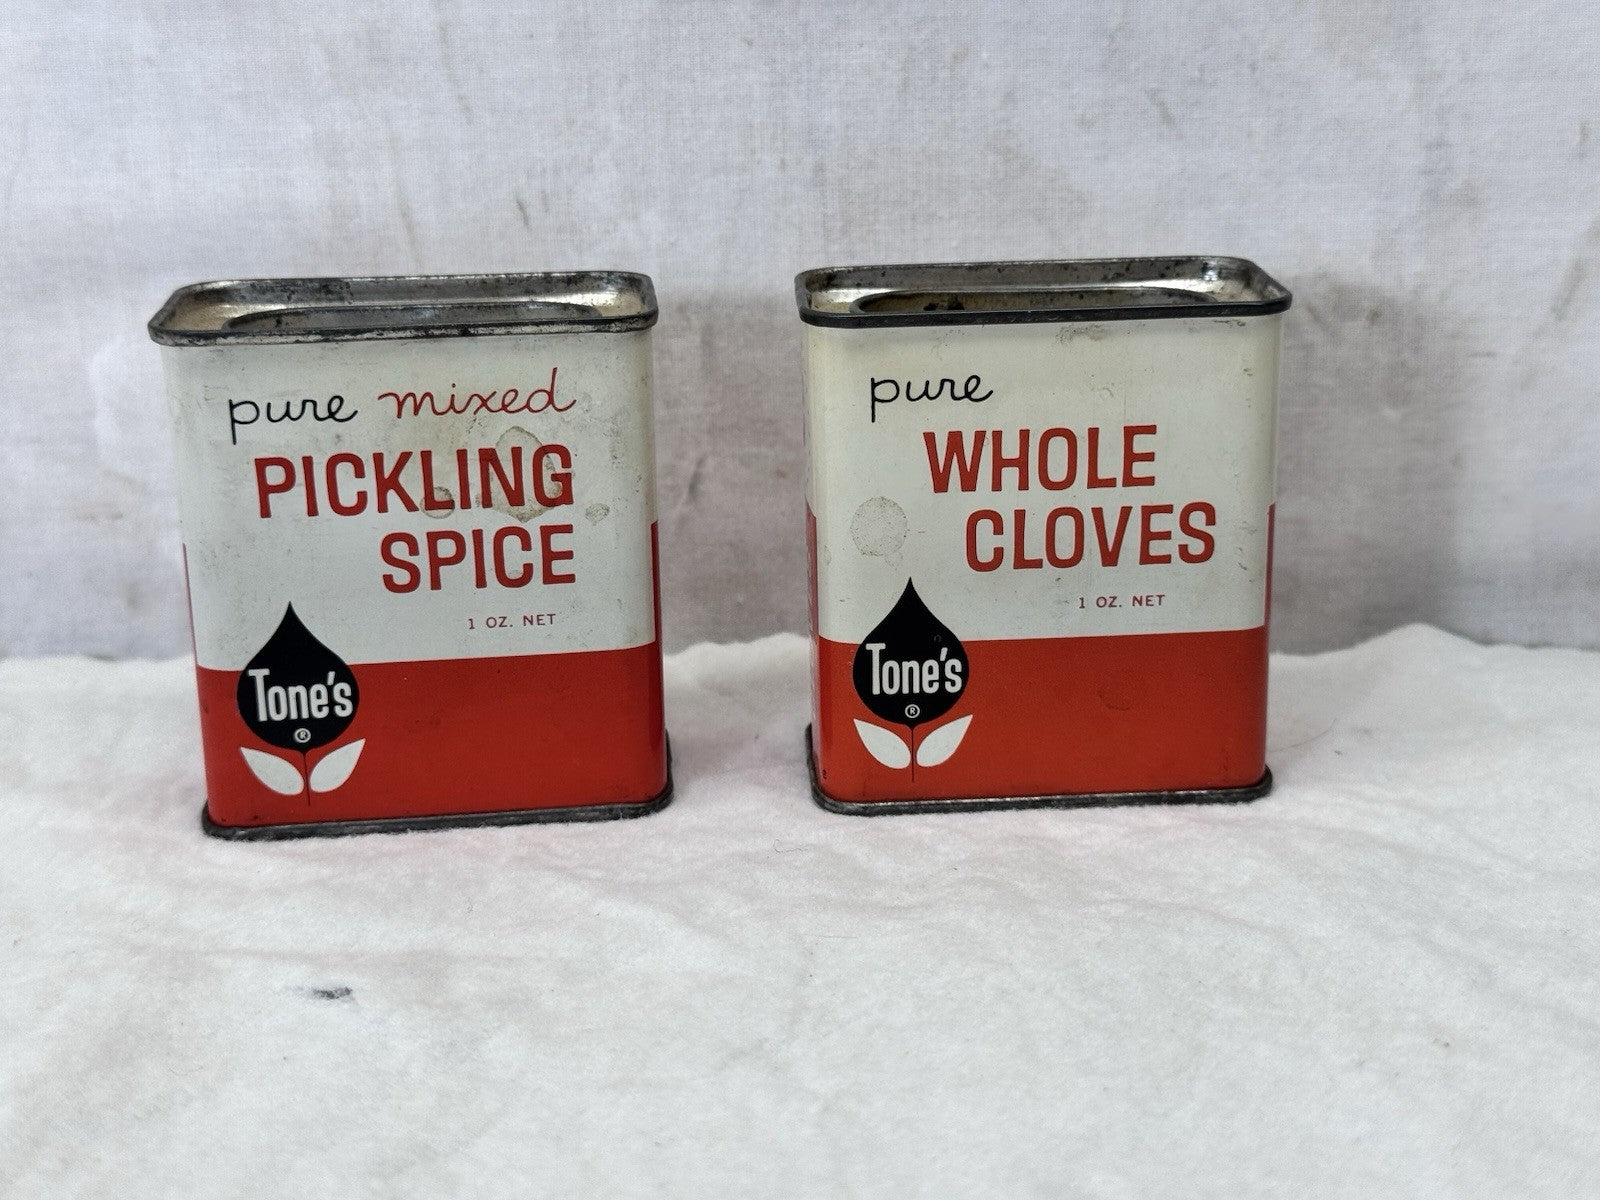 pure mixed
PICKLING
SPICE
1 OZ. NET
Tone's
®
pure
WHOLE
CLOVES
1 OZ. NET
Tone's
®